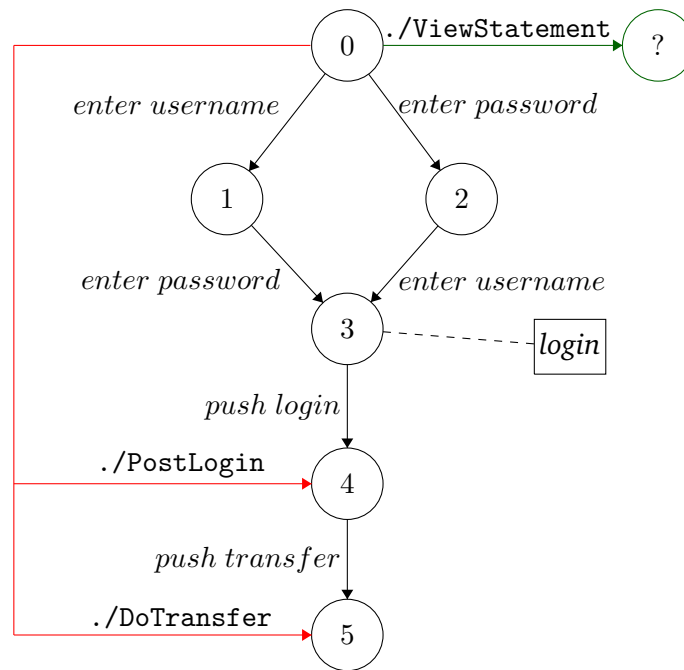 0
./ViewStatement
?
enter username
enter password
1
2
enter password
enter username
3
login
push login
./PostLogin
4
push transfer
./DoTransfer
5